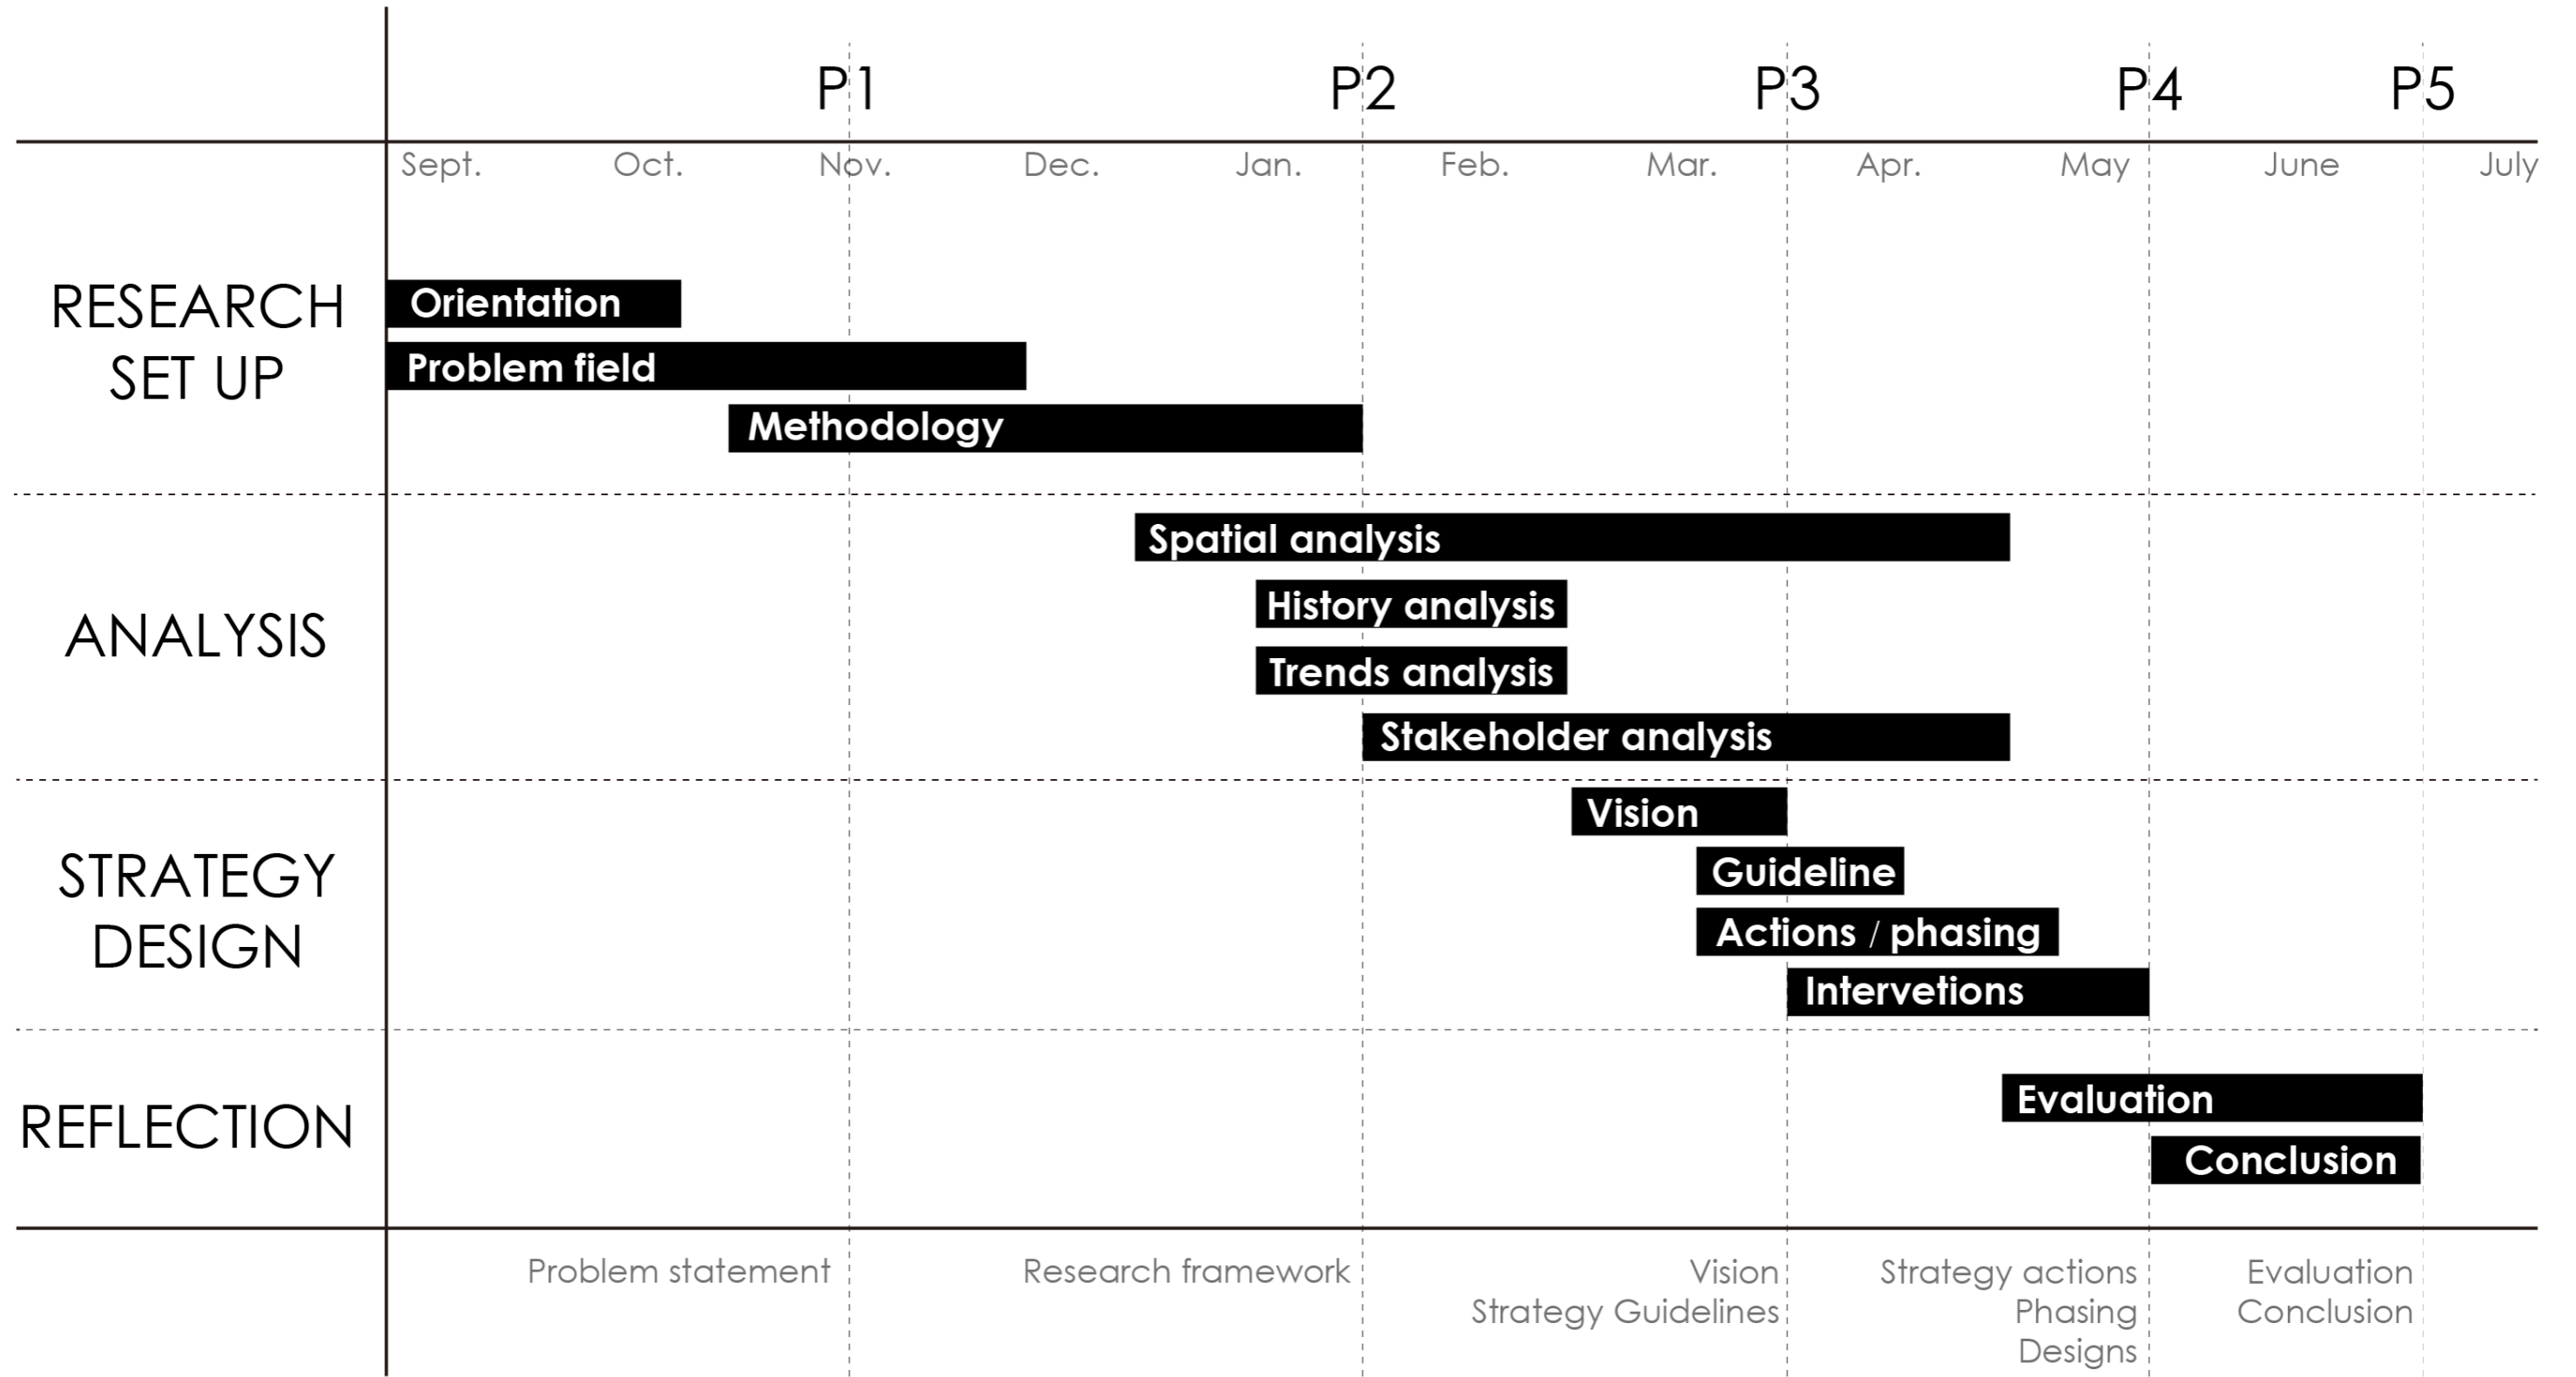 P1 P2 P3 P4 P5
Sept. Oct. Nov. Dec. Jan. Feb. Mar. Apr. May June July
RESEARCH
SET UP
Orientation
Problem field
Methodology
ANALYSIS
Spatial analysis
History analysis
Trends analysis
Stakeholder analysis
STRATEGY
DESIGN
Vision
Guideline
Actions / phasing
Intervetions
REFLECTION
Evaluation
Conclusion
Problem statement
Research framework
Vision
Strategy Guidelines
Strategy actions
Phasing
Designs
Evaluation
Conclusion